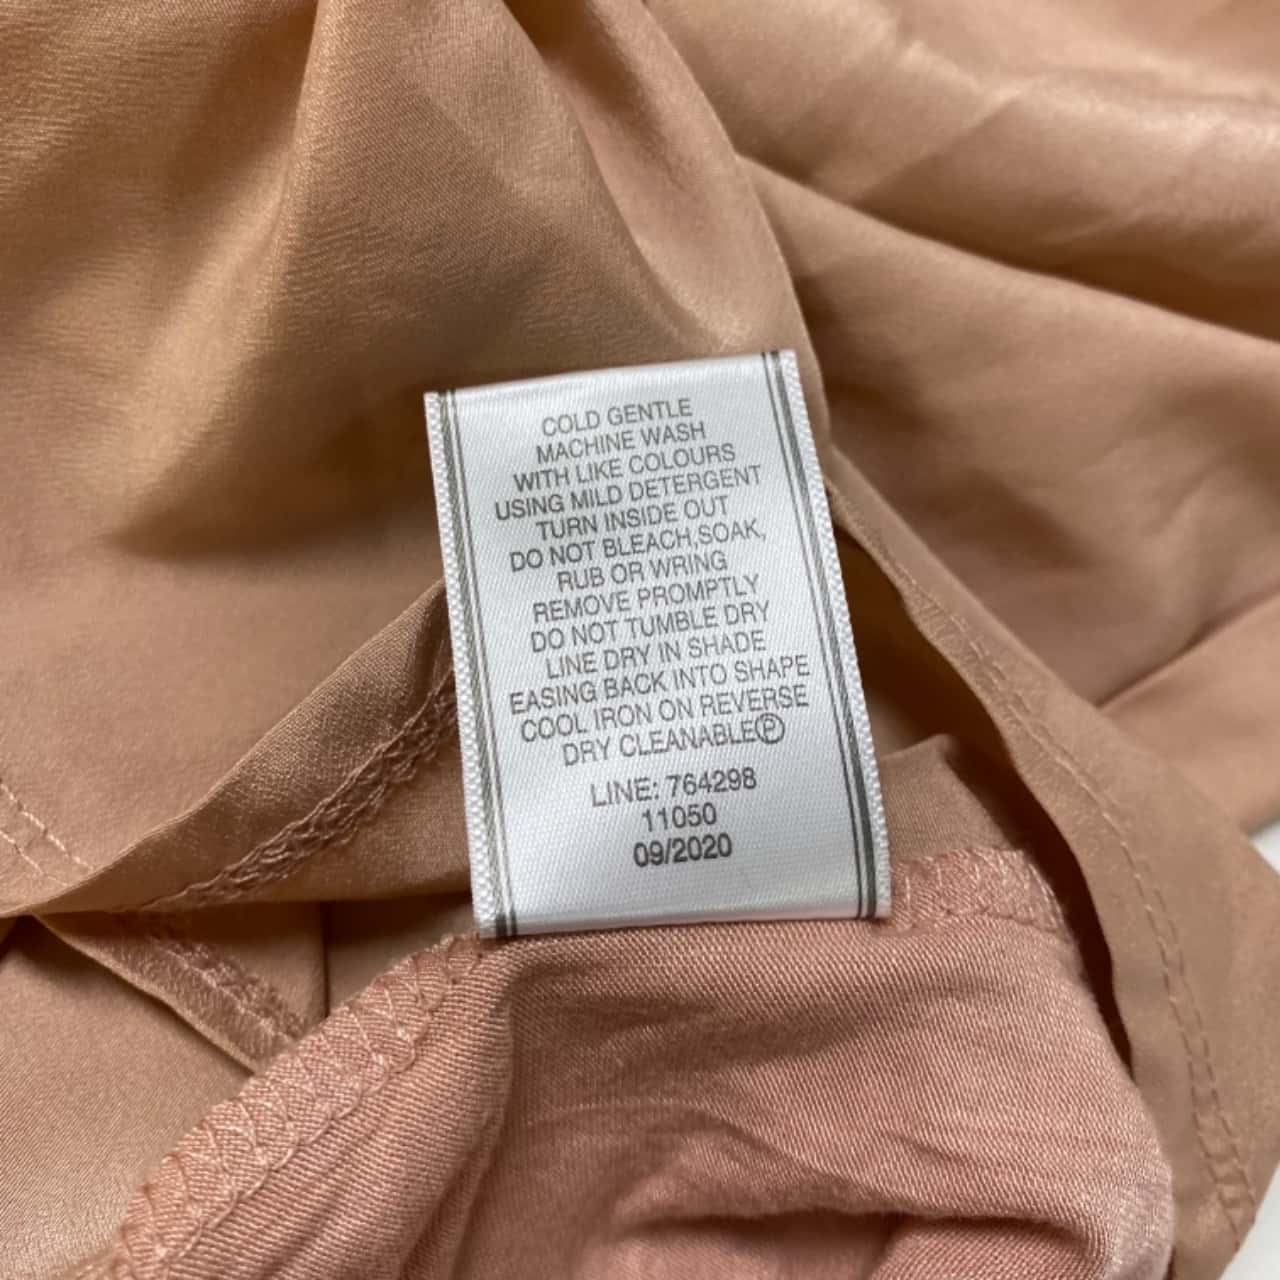 COLD GENTLE
MACHINE WASH
WITH LIKE COLOURS
USING MILD DETERGENT
TURN INSIDE OUT
DO NOT BLEACH,SOAK,
RUB OR WRING
REMOVE PROMPTLY
DO NOT TUMBLE DRY
LINE DRY IN SHADE
EASING BACK INTO SHAPE
COOL IRON ON REVERSE
DRY CLEANABLEⓅ
LINE: 764298
11050
09/2020